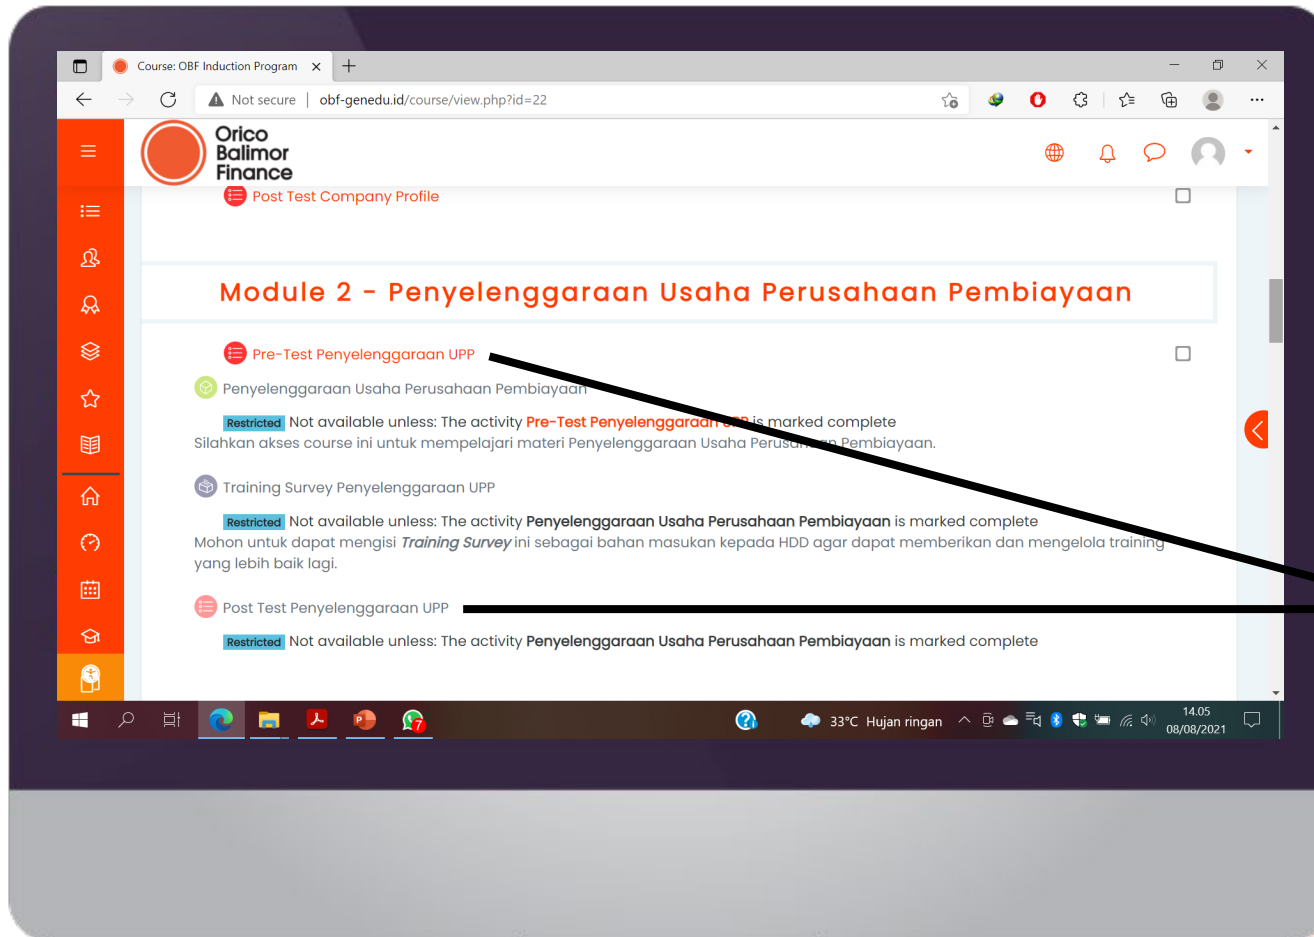 Course: OBF Induction Program
Not secure | obf-genedu.id/course/view.php?id=22
Orico
Balimor
Finance
Post Test Company Profile
Module 2 - Penyelenggaraan Usaha Perusahaan Pembiayaan
Pre-Test Penyelenggaraan UPP
Penyelenggaraan Usaha Perusahaan Pembiayaan
Restricted Not available unless: The activity Pre-Test Penyelenggaraan UPP is marked complete
Silahkan akses course ini untuk mempelajari materi Penyelenggaraan Usaha Perusahaan Pembiayaan.
Training Survey Penyelenggaraan UPP
Restricted Not available unless: The activity Penyelenggaraan Usaha Perusahaan Pembiayaan is marked complete
Mohon untuk dapat mengisi Training Survey ini sebagai bahan masukan kepada HDD agar dapat memberikan dan mengelola training
yang lebih baik lagi.
Post Test Penyelenggaraan UPP
Restricted Not available unless: The activity Penyelenggaraan Usaha Perusahaan Pembiayaan is marked complete
7
33°C Hujan ringan
14.05
08/08/2021